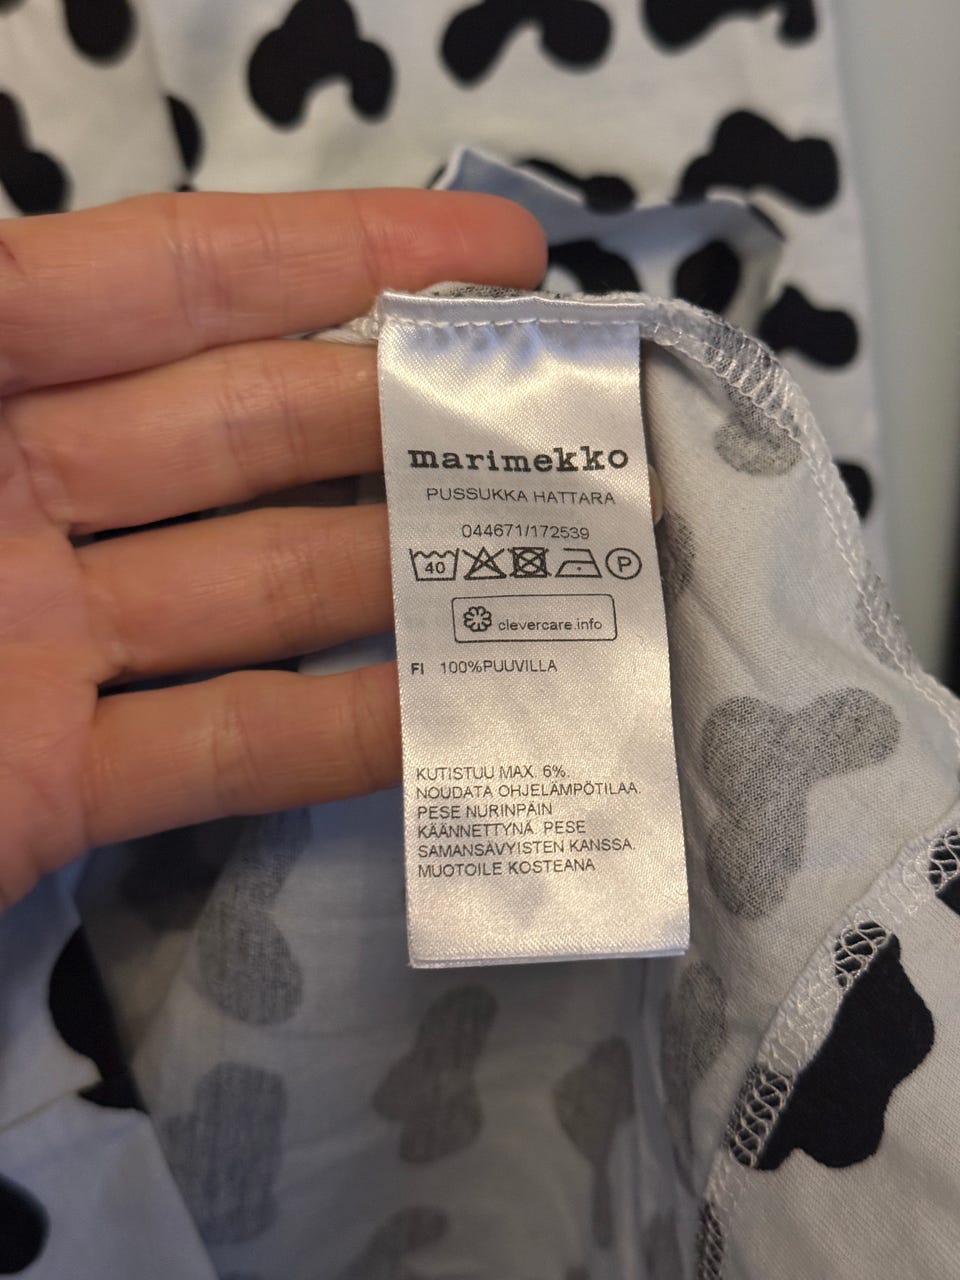 marimekko
PUSSUKKA HATTARA
044671/172539
40 P
clevercare.info
FI 100%PUUVILLA
KUTISTUU MAX. 6%.
NOUDATA OHJELÄMPÖTILAA.
PESE NURINPÄIN
KÄÄNNETTYNÄ. PESE
SAMANSÄVYISTEN KANSSA.
MUOTOILE KOSTEANA